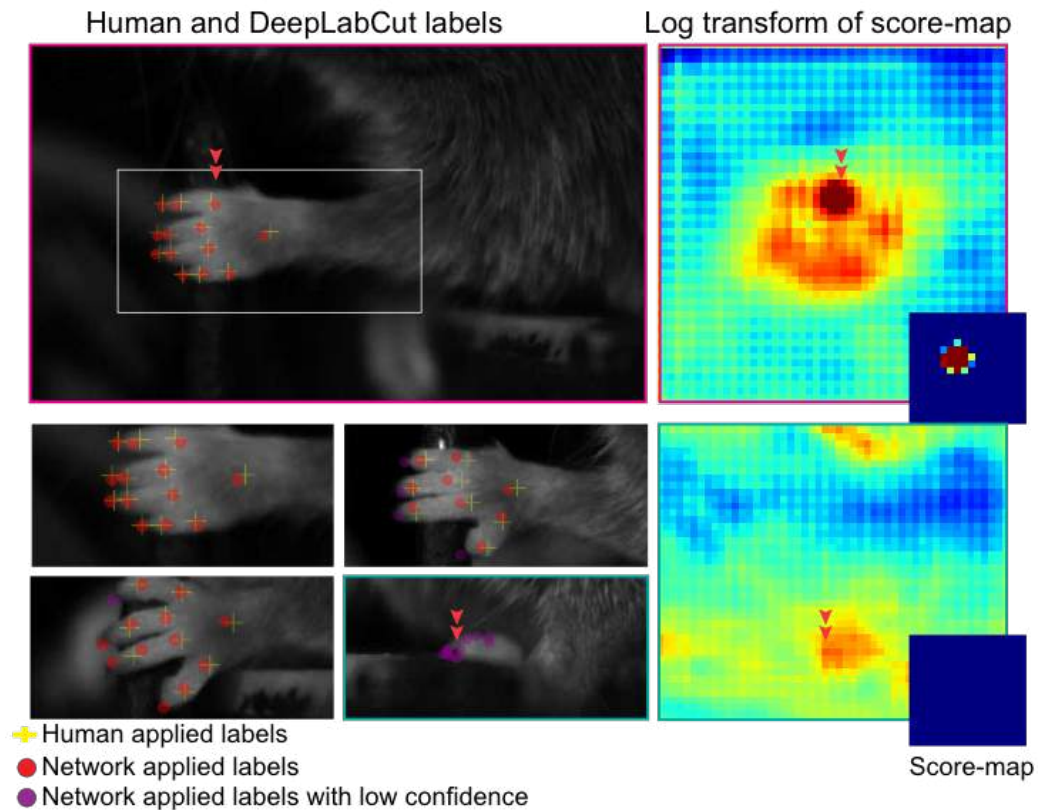 Human and DeepLabCut labels
Log transform of score-map
Human applied labels
Network applied labels
Network applied labels with low confidence
Score-map